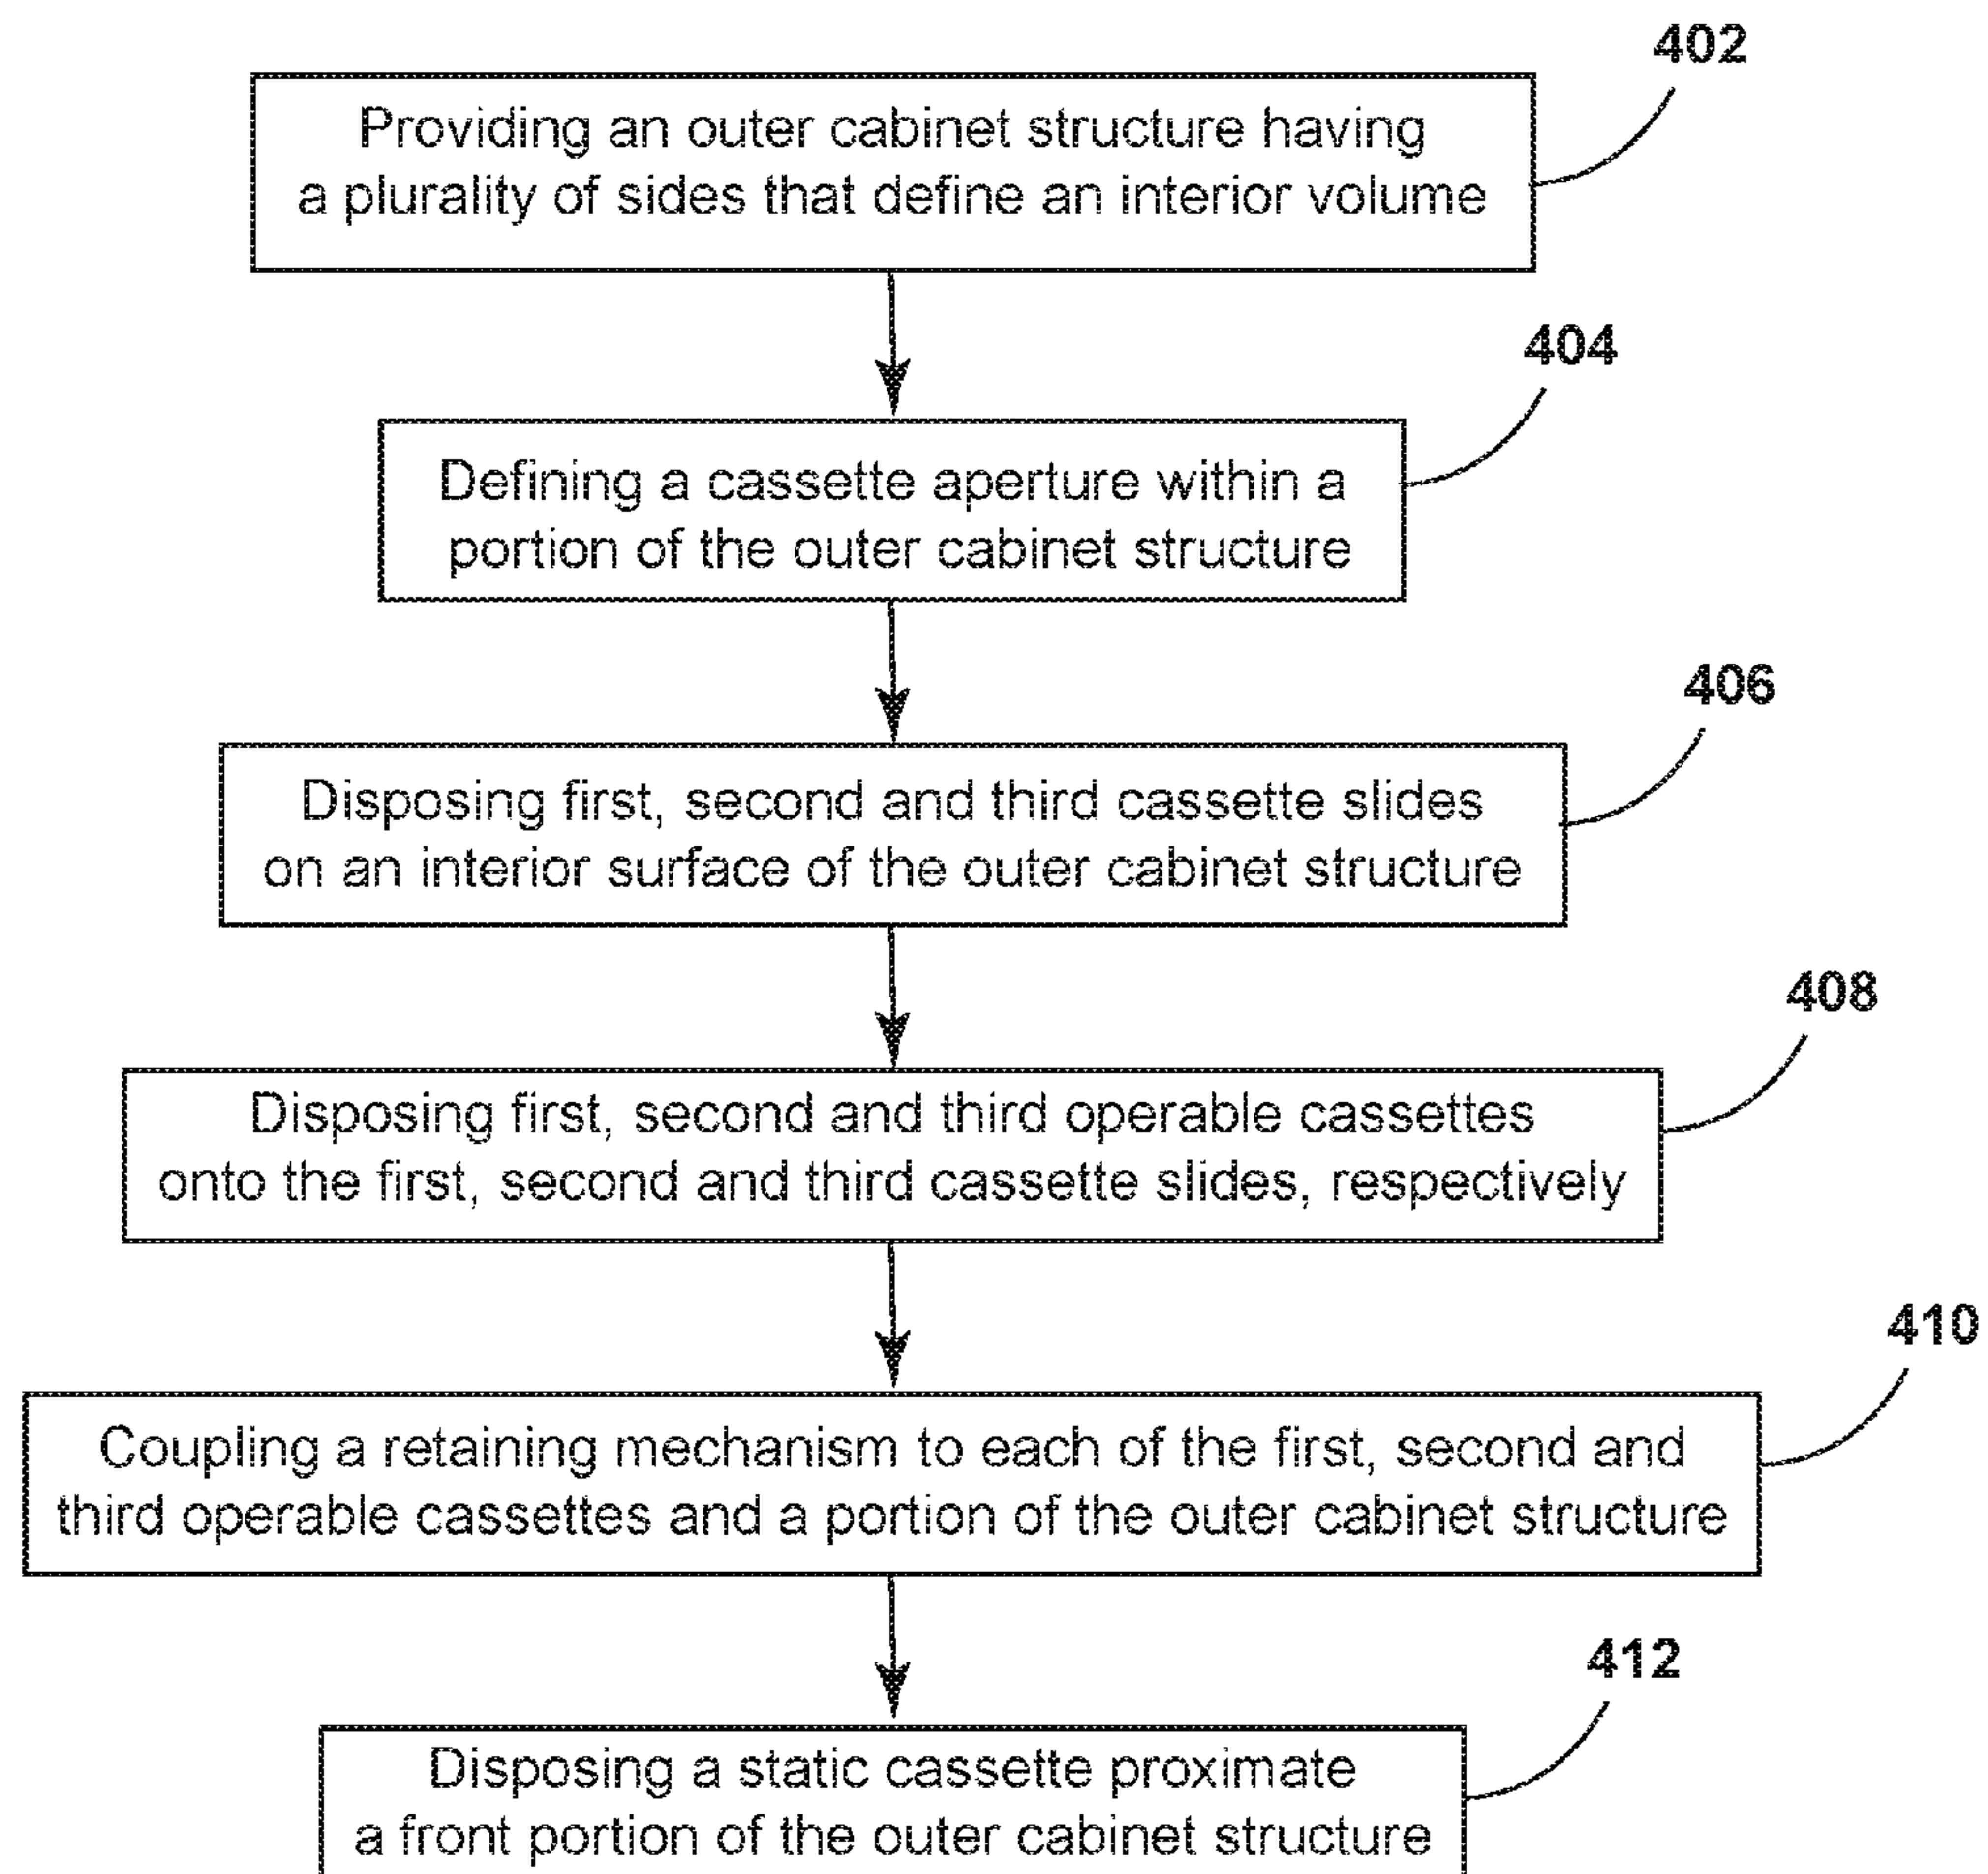 402
Providing an outer cabinet structure having
a plurality of sides that define an interior volume
404
Defining a cassette aperture within a
portion of the outer cabinet structure
406
Disposing first, second and third cassette slides
on an interior surface of the outer cabinet structure
408
Disposing first, second and third operable cassettes
onto the first, second and third cassette slides, respectively
410
Coupling a retaining mechanism to each of the first, second and
third operable cassettes and a portion of the outer cabinet structure
412
Disposing a static cassette proximate
a front portion of the outer cabinet structure